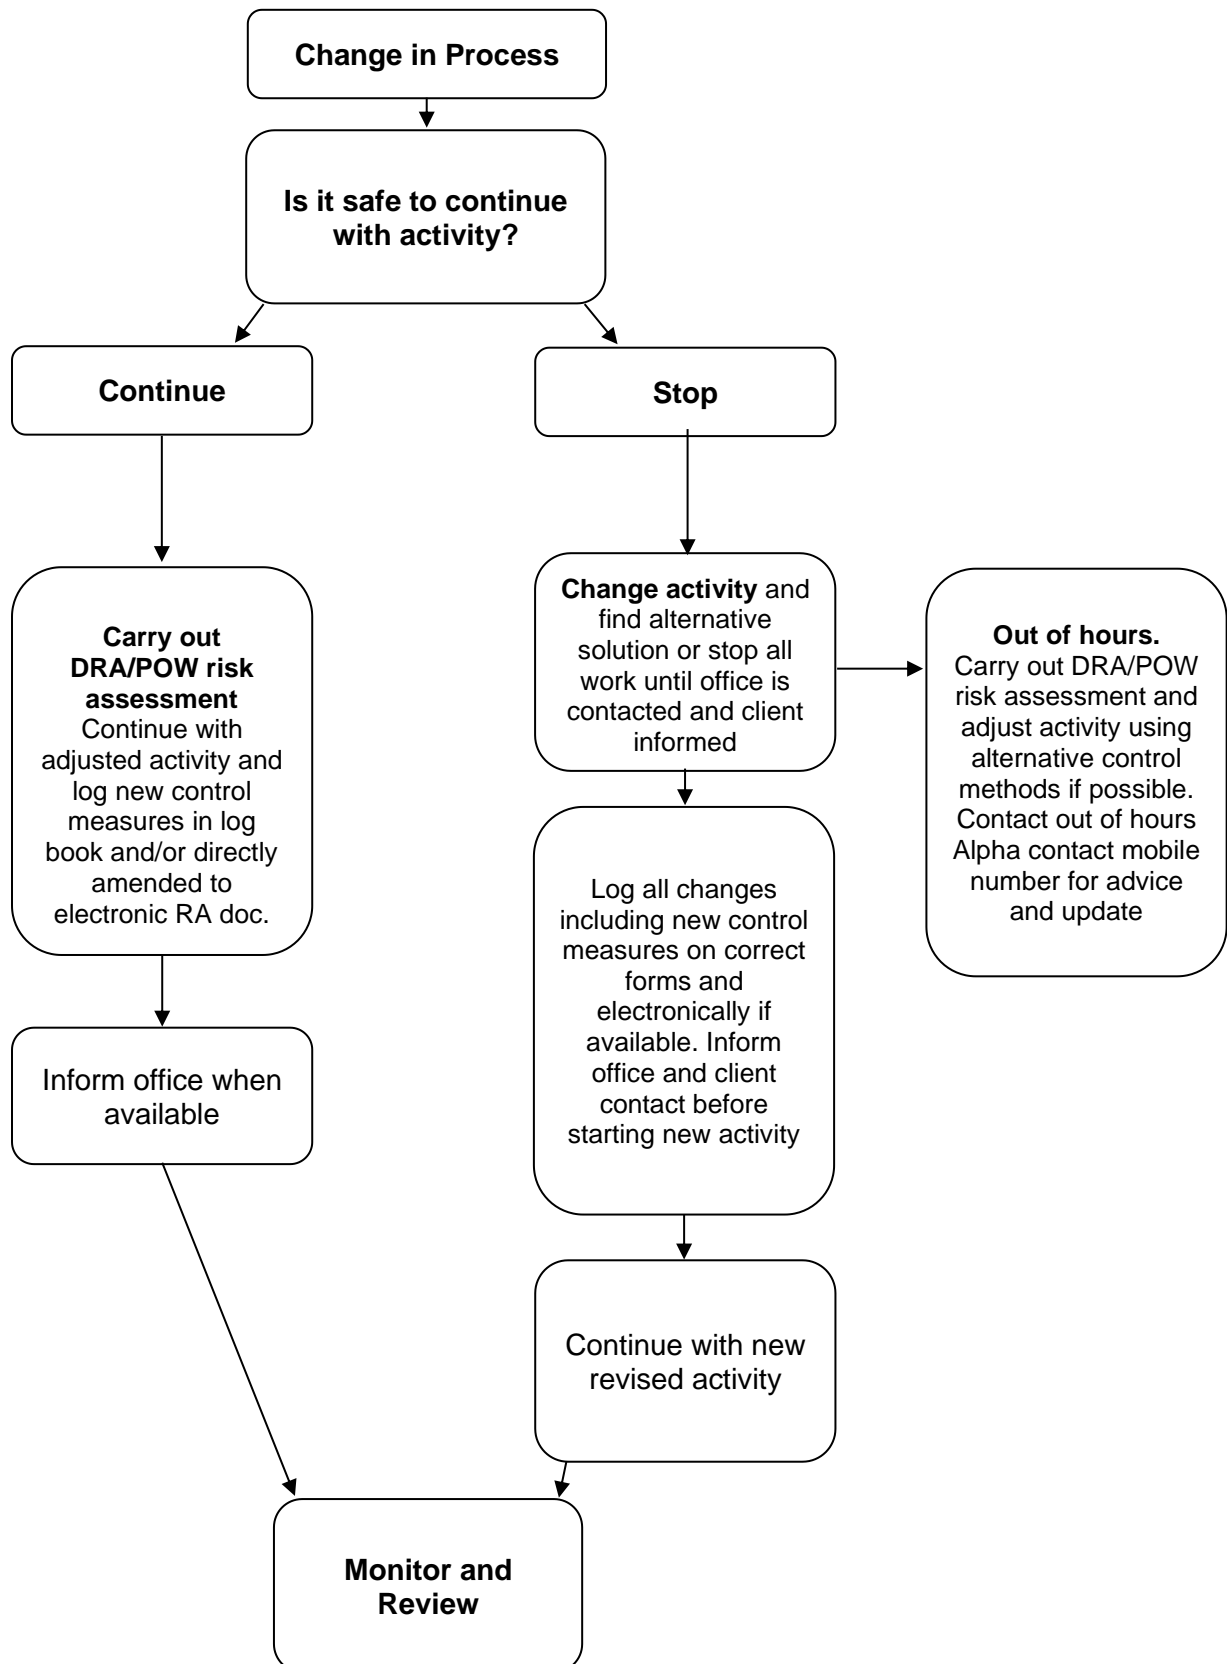 Change in Process
Is it safe to continue
with activity?
Continue
Stop
Carry out
DRA/POW risk
assessment
Continue with
adjusted activity and
log new control
measures in log
book and/or directly
amended to
electronic RA doc.
Change activity and
find alternative
solution or stop all
work until office is
contacted and client
informed
Out of hours.
Carry out DRA/POW
risk assessment and
adjust activity using
alternative control
methods if possible.
Contact out of hours
Alpha contact mobile
number for advice
and update
Log all changes
including new control
measures on correct
forms and
electronically if
available. Inform
office and client
contact before
starting new activity
Inform office when
available
Continue with new
revised activity
Monitor and
Review